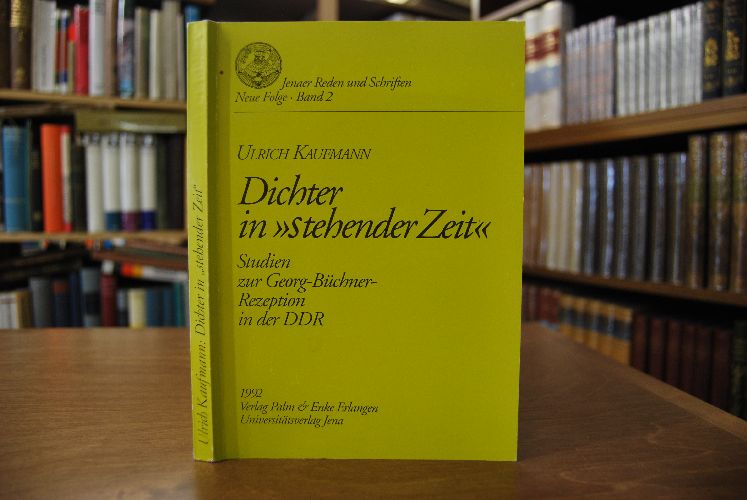 Jenaer Reden und Schriften
Neue Folge · Band 2
ULRICH KAUFMANN
Dichter
in »stehender Zeit«
Studien
zur Georg-Büchner-
Rezeption
in der DDR
1992
Verlag Palm & Enke Erlangen
Universitätsverlag Jena
Ulrich Kaufmann: Dichter in „stehender Zeit“